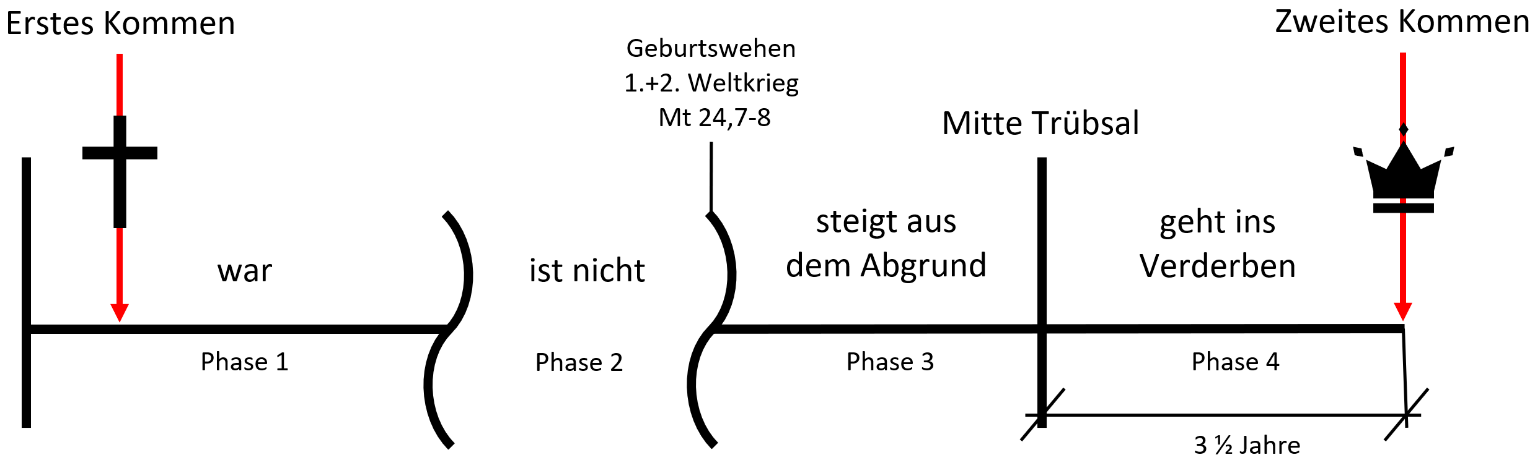 Erstes Kommen
Zweites Kommen
Geburtswehen
1.+2. Weltkrieg
Mt 24,7-8
Mitte Trübsal
war
ist nicht
steigt aus
dem Abgrund
geht ins
Verderben
Phase 1
Phase 2
Phase 3
Phase 4
3 ½ Jahre